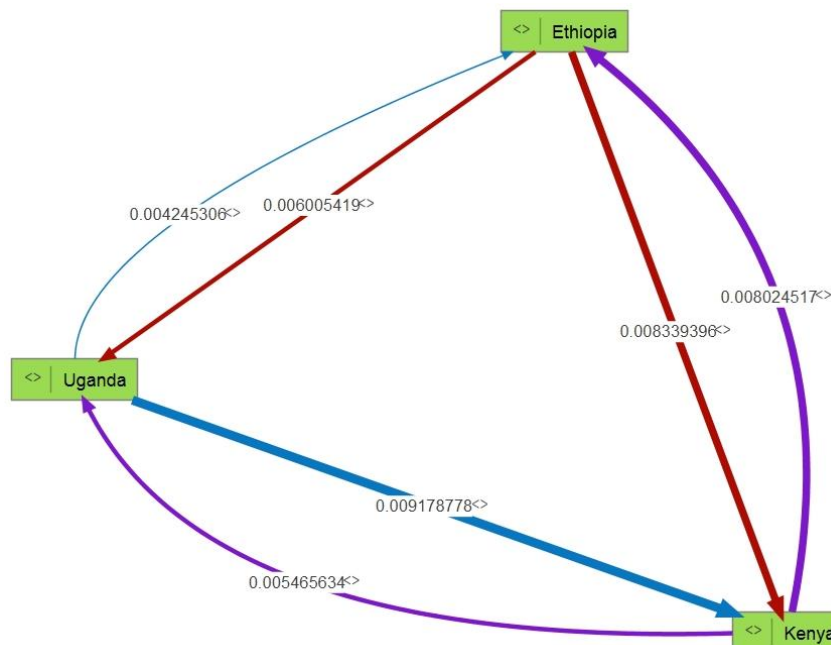 <> Ethiopia
0.004245306<>
0.006005419<>
0.008024517<>
0.008339396<>
<> Uganda
0.009178778<>
0.005465634<>
<> Kenya